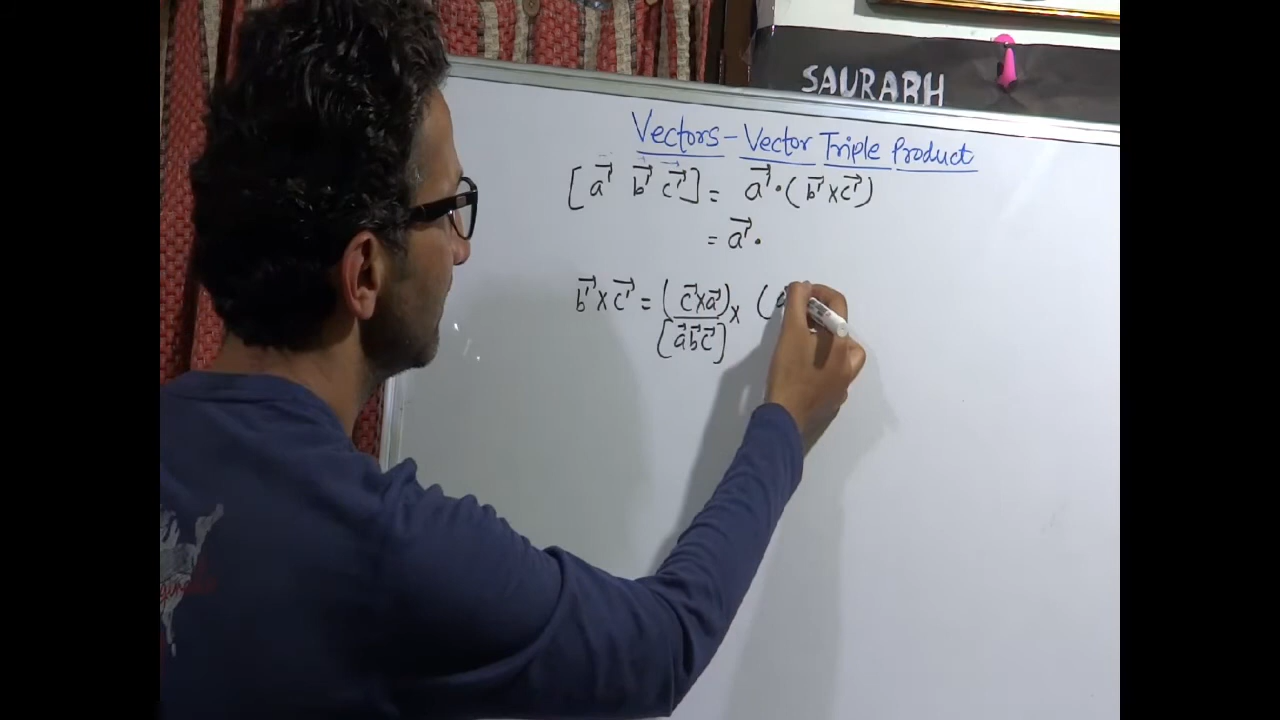 SAURABH
Vectors - Vector Triple Product
[ a⃗' b⃗' c⃗' ] = a⃗' • ( b⃗' × c⃗' )
= a⃗' •
b⃗' × c⃗' = ( c⃗ × a⃗ ) × (
[ a⃗ b⃗ c⃗ ]